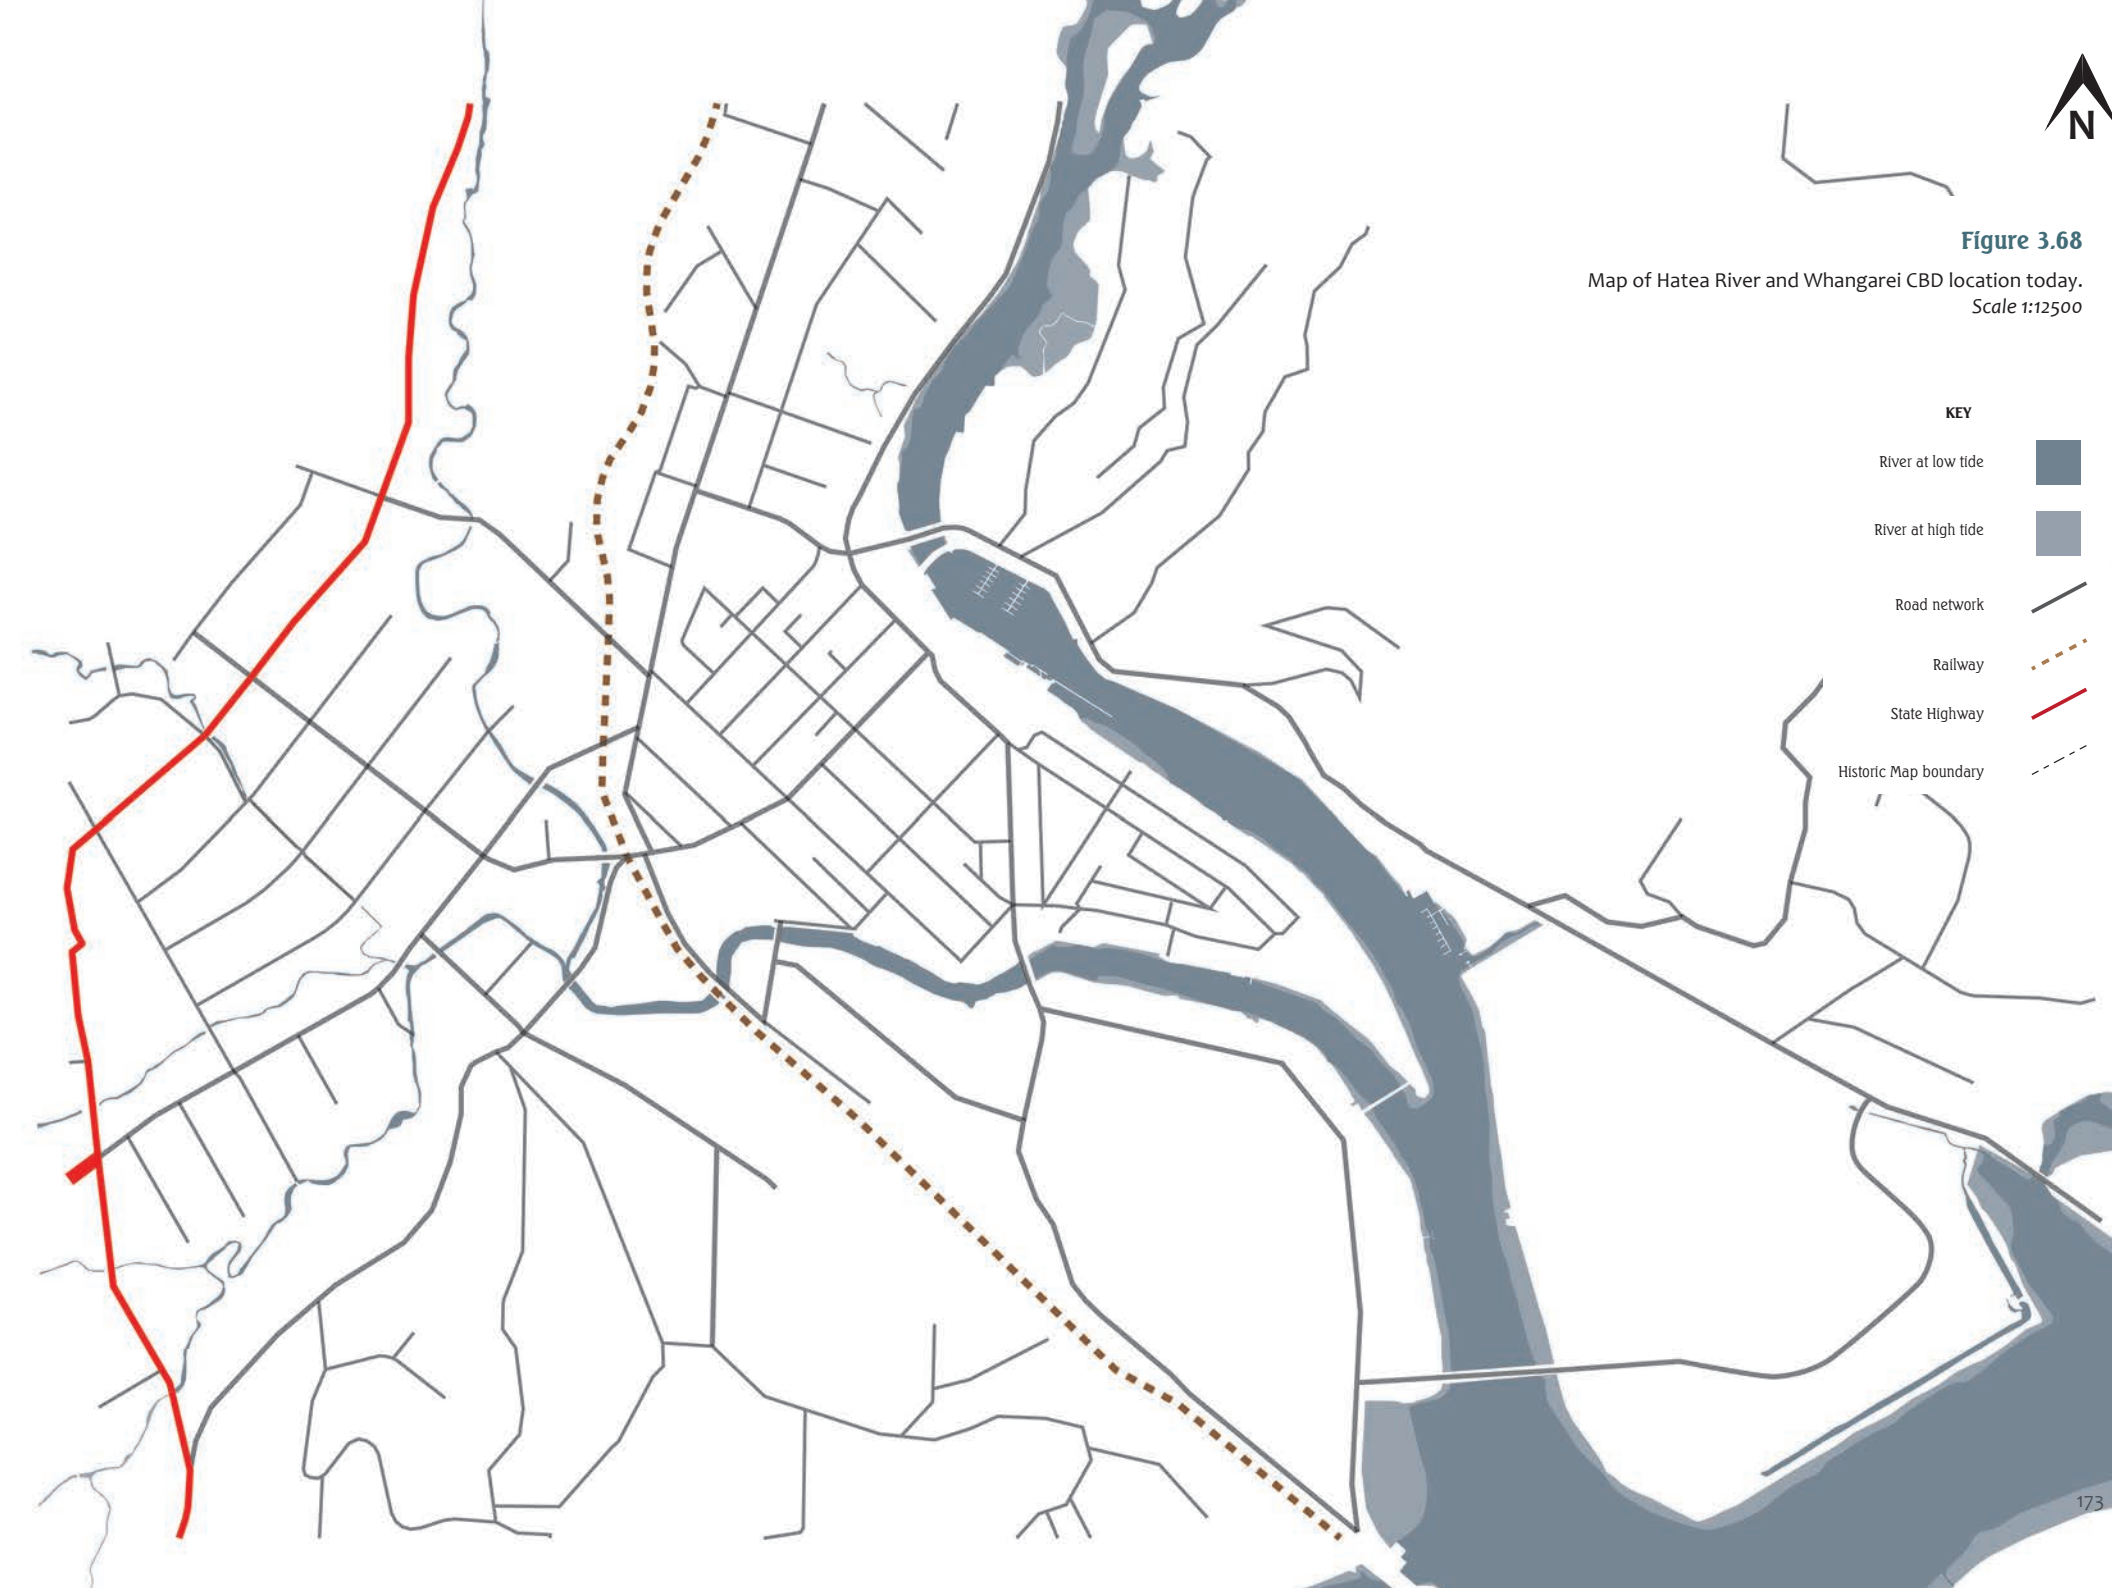 N
Figure 3.68
Map of Hatea River and Whangarei CBD location today.
Scale 1:12500
KEY
River at low tide
River at high tide
Road network
Railway
State Highway
Historic Map boundary
173